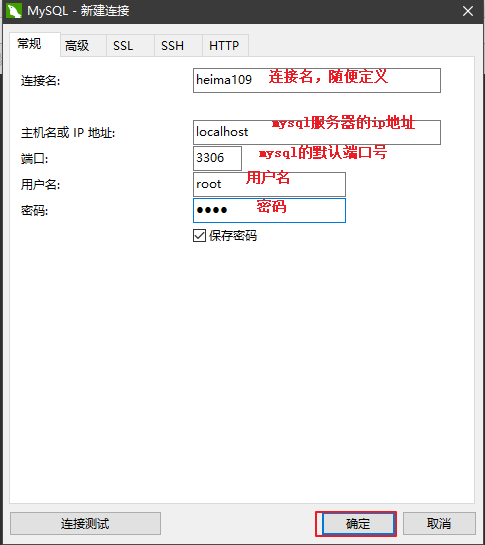 MySQL - 新建连接
常规 高级 SSL SSH HTTP
连接名: heima109 连接名，随便定义
主机名或 IP 地址: localhost mysql服务器的ip地址
端口: 3306 mysql的默认端口号
用户名: root 用户名
密码: ●●●● 密码
保存密码
连接测试 确定 取消